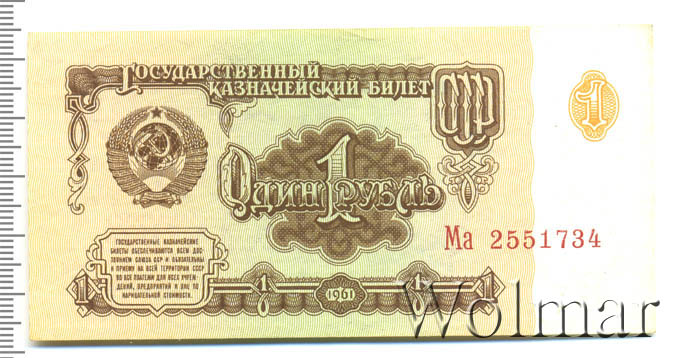 ГОСУДАРСТВЕННЫЙ
КАЗНАЧЕЙСКИЙ БИЛЕТ
СССР
1
1
ОДИН РУБЛЬ
Ма 2551734
ГОСУДАРСТВЕННЫЕ КАЗНАЧЕЙСКИЕ
БИЛЕТЫ ОБЕСПЕЧИВАЮТСЯ ВСЕМ ДОС-
ТОЯНИЕМ СОЮЗА ССР И ОБЯЗАТЕЛЬНЫ
К ПРИЕМУ НА ВСЕЙ ТЕРРИТОРИИ СССР
ВО ВСЕ ПЛАТЕЖИ ДЛЯ ВСЕХ УЧРЕЖ-
ДЕНИЙ, ПРЕДПРИЯТИЙ И ЛИЦ ПО
НАРИЦАТЕЛЬНОЙ СТОИМОСТИ.
1 1 1961 1 1
Wolmar